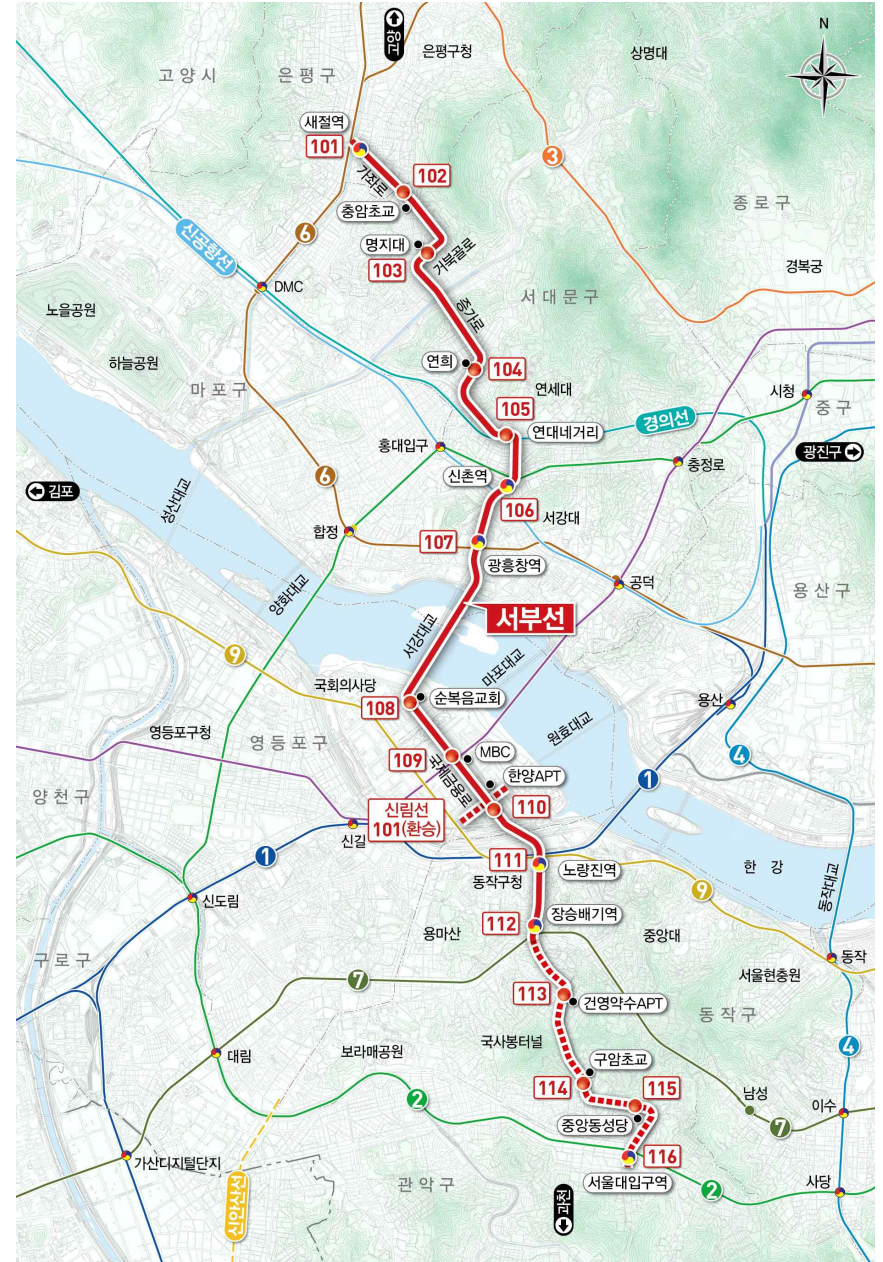 N
고양
은평구청
상명대
고양시
은평구
새절역
101
가좌로
102
3
충암초교
종로구
6
신공항선
명지대
거북골로
103
경복궁
DMC
서대문구
노을공원
증가로
하늘공원
연희
104
마포구
연세대
시청
105
중구
연대네거리
경의선
홍대입구
광진구
충정로
신촌역
6
김포
성산대교
106
서강대
합정
107
광흥창역
공덕
용산구
양화대교
서부선
서강대교
9
마포대교
국회의사당
순복음교회
108
용산
원효대교
영등포구청
영등포구
109
MBC
4
국제금융로
한양APT
1
양천구
신림선
101(환승)
110
신길
1
111
노량진역
한강
동작구청
9
동작대교
신도림
장승배기역
112
용마산
중앙대
동작
구로구
서울현충원
7
113
건영약수APT
동작구
국사봉터널
4
대림
보라매공원
구암초교
114
115
남성
2
이수
중앙동성당
7
가산디지털단지
116
서울대입구역
관악구
2
사당
신안산선
과천